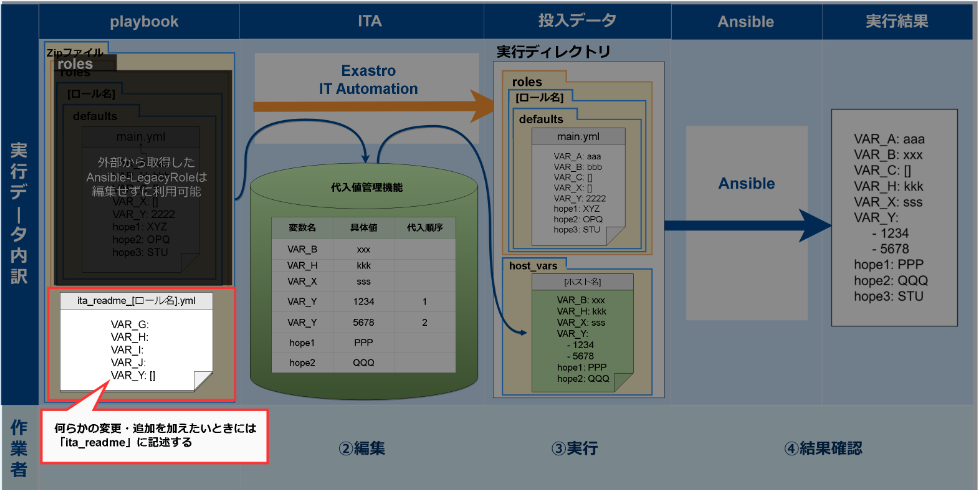 playbook
ITA
投入データ
Ansible
実行結果
実行データ内訳
Zipファイル
roles
roles
[ロール名]
defaults
main.yml
外部から取得した
Ansible-LegacyRoleは
編集せずに利用可能
VAR_X: []
VAR_Y: 2222
hope1: XYZ
hope2: OPQ
hope3: STU
ita_readme_[ロール名].yml
VAR_G:
VAR_H:
VAR_I:
VAR_J:
VAR_Y: []
何らかの変更・追加を加えたいときには
「ita_readme」に記述する
Exastro
IT Automation
代入値管理機能
変数名 具体値 代入順序
VAR_B xxx
VAR_H kkk
VAR_X sss
VAR_Y 1234 1
VAR_Y 5678 2
hope1 PPP
hope2 QQQ
実行ディレクトリ
roles
[ロール名]
defaults
main.yml
VAR_A: aaa
VAR_B: bbb
VAR_C: []
VAR_X: []
VAR_Y: 2222
hope1: XYZ
hope2: OPQ
hope3: STU
host_vars
[ホスト名]
VAR_B: xxx
VAR_H: kkk
VAR_X: sss
VAR_Y:
- 1234
- 5678
hope1: PPP
hope2: QQQ
Ansible
VAR_A: aaa
VAR_B: xxx
VAR_C: []
VAR_H: kkk
VAR_X: sss
VAR_Y:
- 1234
- 5678
hope1: PPP
hope2: QQQ
hope3: STU
作業者
②編集
③実行
④結果確認